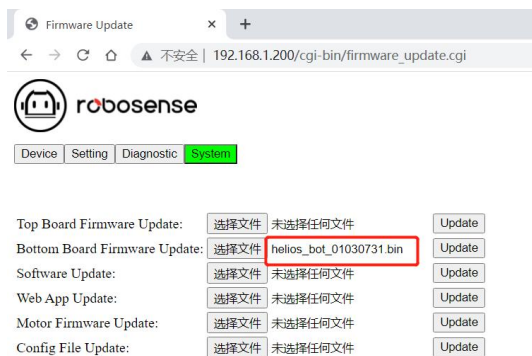 Firmware Update
不安全 | 192.168.1.200/cgi-bin/firmware_update.cgi
robosense
Device Setting Diagnostic System
Top Board Firmware Update: 选择文件 未选择任何文件 Update
Bottom Board Firmware Update: 选择文件 helios_bot_01030731.bin Update
Software Update: 选择文件 未选择任何文件 Update
Web App Update: 选择文件 未选择任何文件 Update
Motor Firmware Update: 选择文件 未选择任何文件 Update
Config File Update: 选择文件 未选择任何文件 Update